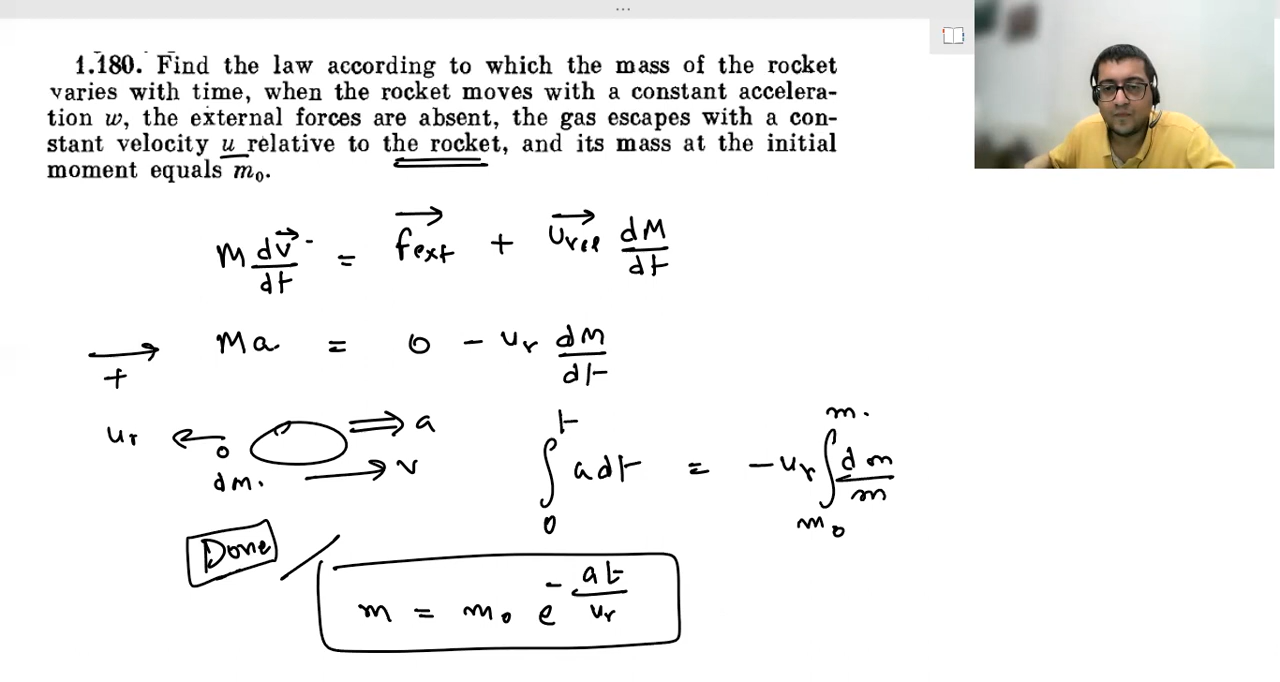 1.180. Find the law according to which the mass of the rocket
varies with time, when the rocket moves with a constant accelera-
tion w, the external forces are absent, the gas escapes with a con-
stant velocity u relative to the rocket, and its mass at the initial
moment equals m₀.
M dv⃗/dt = f⃗ext + u⃗rel dM/dt
Ma = 0 - ur dM/dt
+
ur a
dm. v
∫₀ᵗ adt = -ur ∫_{m₀}^{m.} dm/m
Done
m = m₀ e^{-at/ur}